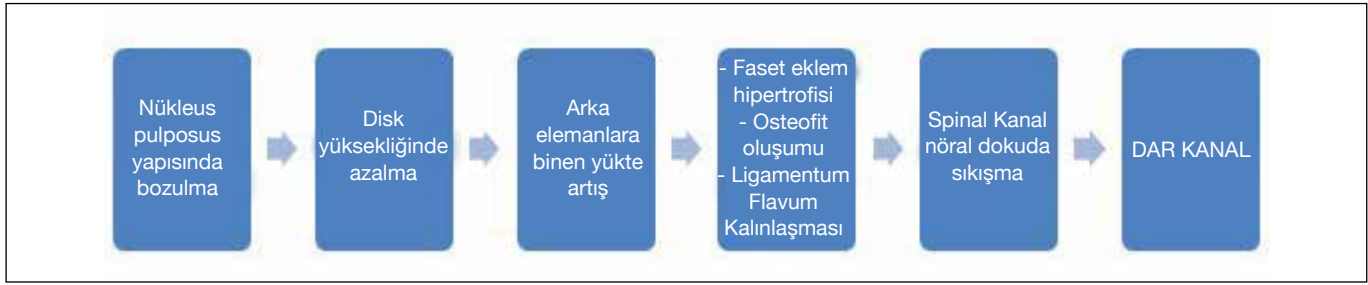 Nükleus
pulposus
yapısında
bozulma
Disk
yüksekliğinde
azalma
Arka
elemanlara
binen yükte
artış
- Faset eklem
hipertrofisi
- Osteofit
oluşumu
- Ligamentum
Flavum
Kalınlaşması
Spinal Kanal
nöral dokuda
sıkışma
DAR KANAL